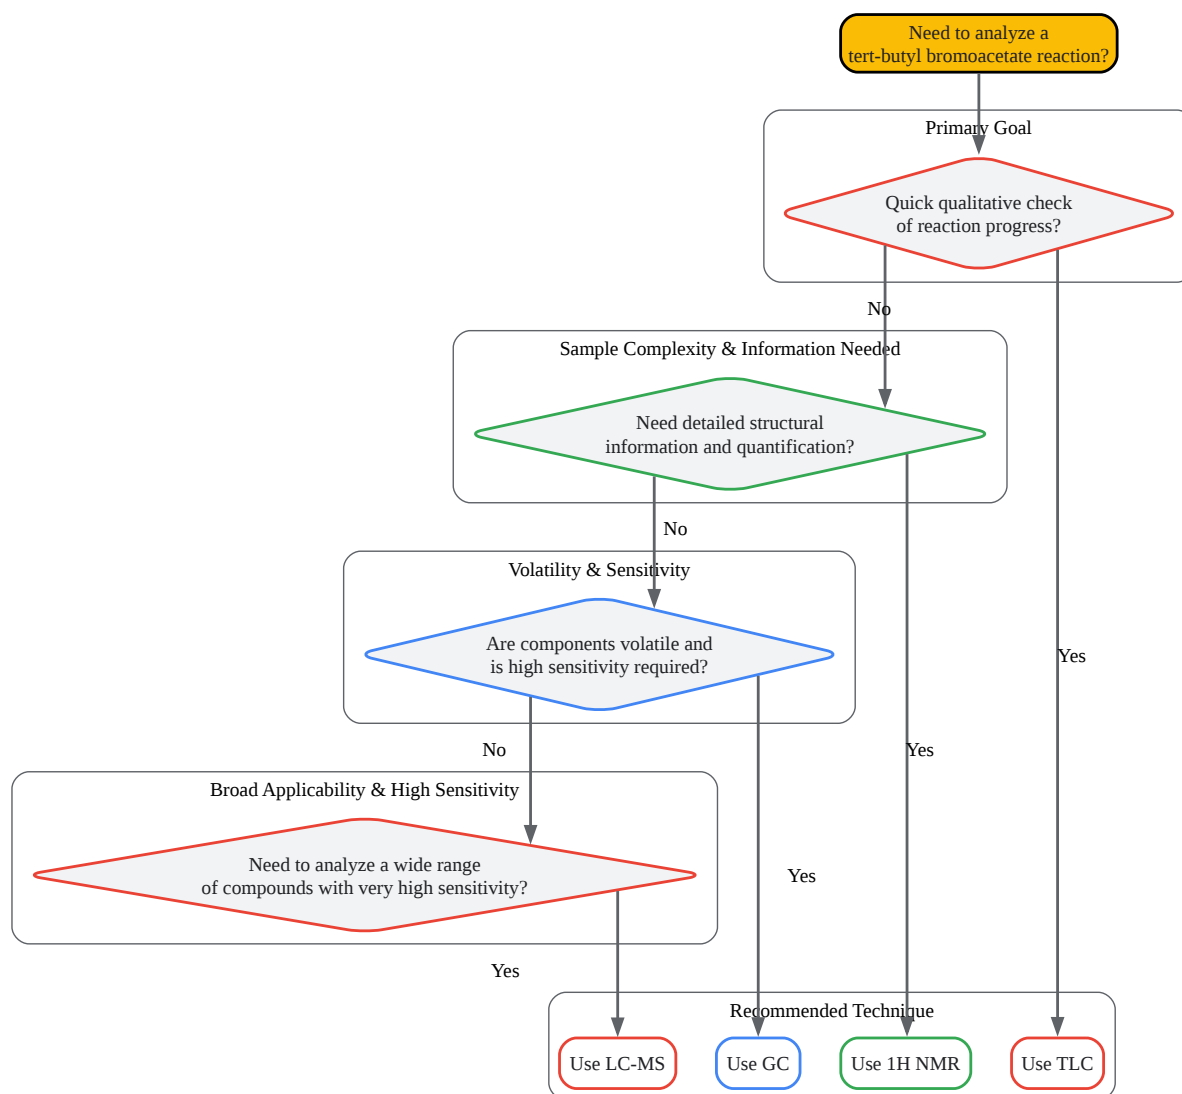 Need to analyze a
tert-butyl bromoacetate reaction?
Primary Goal
Quick qualitative check
of reaction progress?
No
Sample Complexity & Information Needed
Need detailed structural
information and quantification?
No
Volatility & Sensitivity
Are components volatile and
is high sensitivity required?
Yes
No
Yes
Broad Applicability & High Sensitivity
Need to analyze a wide range
of compounds with very high sensitivity?
Yes
Yes
Recommended Technique
Use LC-MS
Use GC
Use 1H NMR
Use TLC